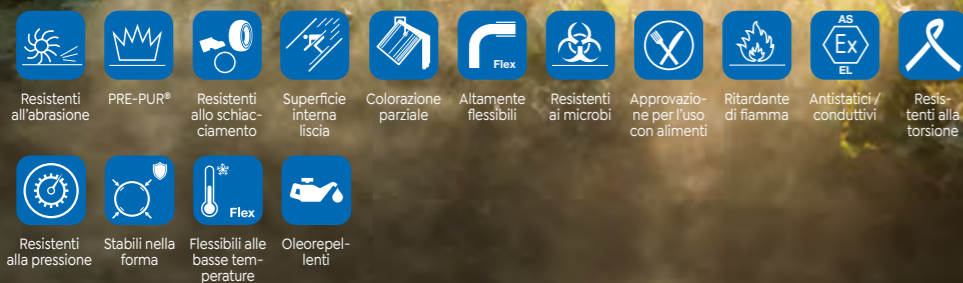 Flex
AS
Ex
EL
Resistenti
all'abrasione
PRE-PUR®
Resistenti
allo schiac-
ciamento
Superficie
interna
liscia
Colorazione
parziale
Altamente
flessibili
Resistenti
ai microbi
Approvazio-
ne per l'uso
con alimenti
Ritardante
di fiamma
Antistatici /
conduttivi
Resis-
tenti alla
torsione
Flex
Resistenti
alla pressione
Stabili nella
forma
Flessibili alle
basse tem-
perature
Oleorepel-
lenti